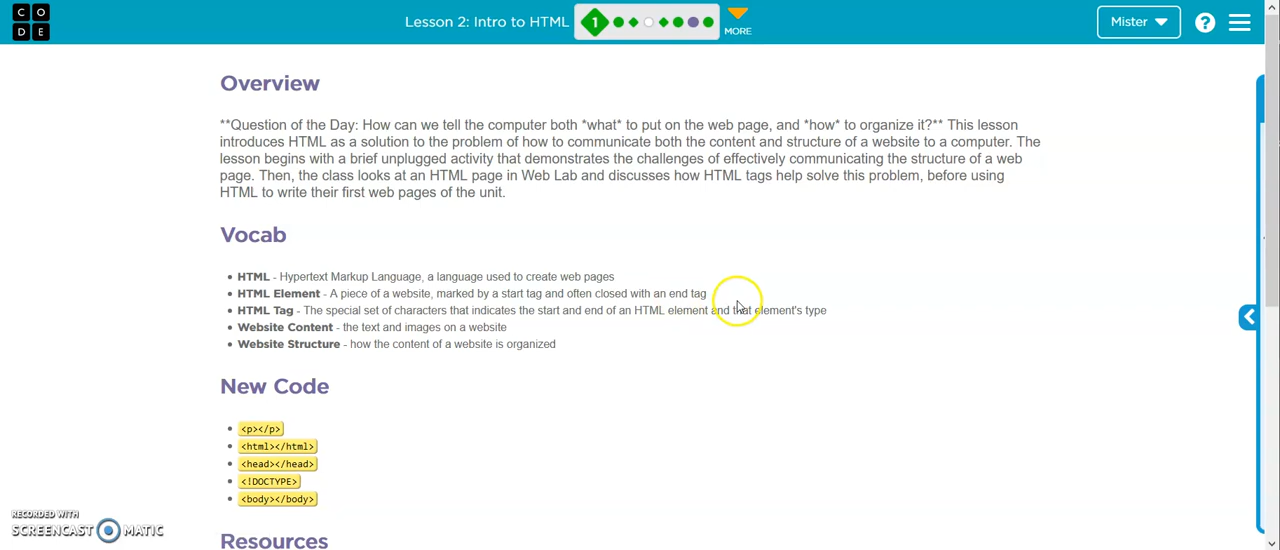 C O
D E
Lesson 2: Intro to HTML
1
MORE
Mister
?
Overview
**Question of the Day: How can we tell the computer both *what* to put on the web page, and *how* to organize it?** This lesson
introduces HTML as a solution to the problem of how to communicate both the content and structure of a website to a computer. The
lesson begins with a brief unplugged activity that demonstrates the challenges of effectively communicating the structure of a web
page. Then, the class looks at an HTML page in Web Lab and discusses how HTML tags help solve this problem, before using
HTML to write their first web pages of the unit.
Vocab
• HTML - Hypertext Markup Language, a language used to create web pages
• HTML Element - A piece of a website, marked by a start tag and often closed with an end tag
• HTML Tag - The special set of characters that indicates the start and end of an HTML element and that element's type
• Website Content - the text and images on a website
• Website Structure - how the content of a website is organized
New Code
• <p></p>
• <html></html>
• <head></head>
• <!DOCTYPE>
• <body></body>
Resources
RECORDED WITH
SCREENCAST MATIC